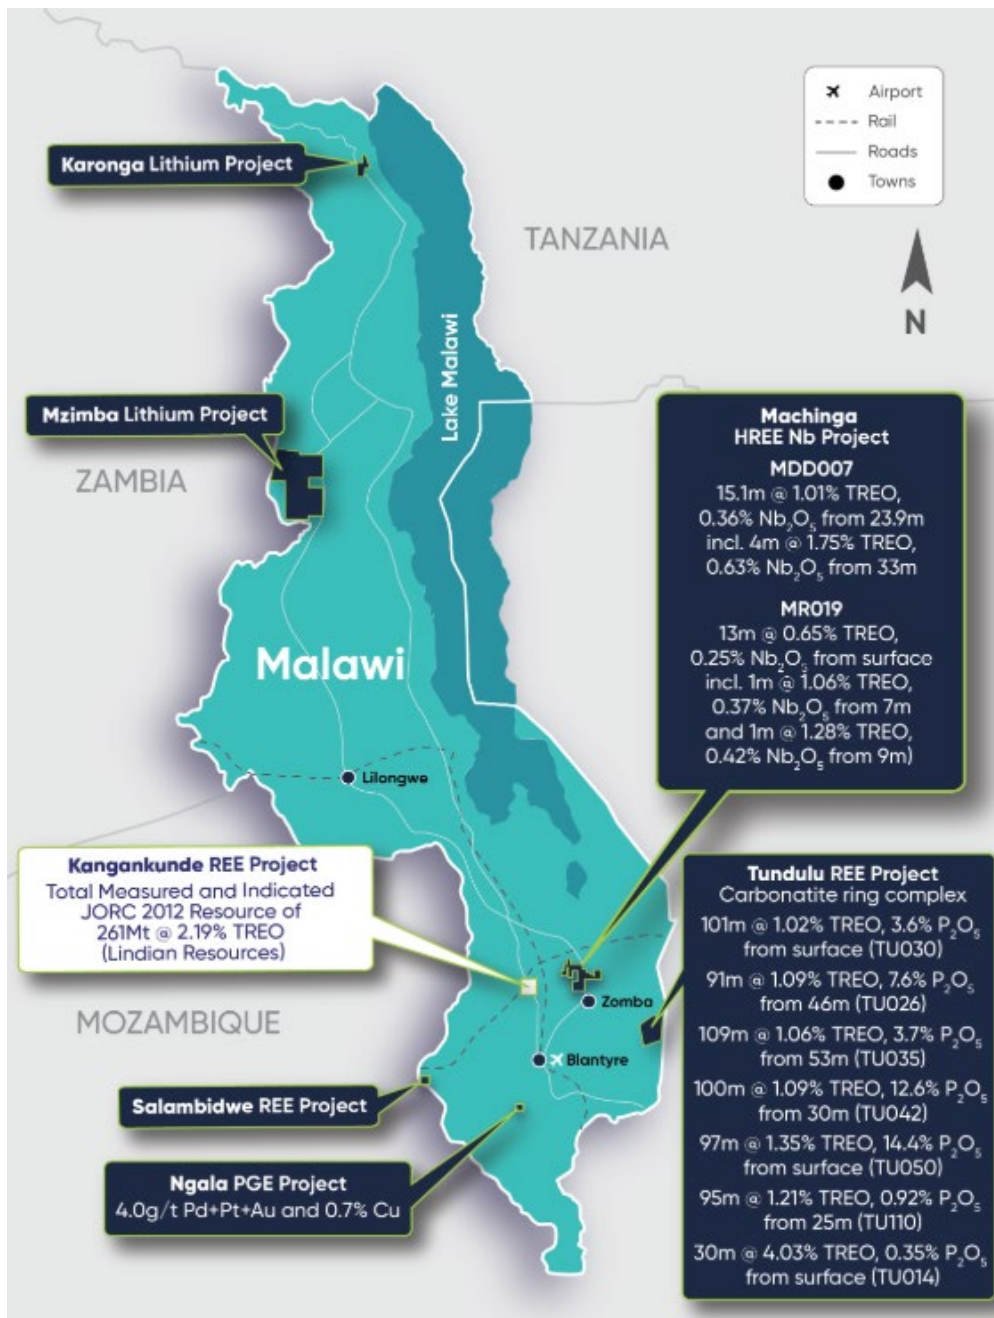 Airport
Rail
Roads
Towns
Karonga Lithium Project
TANZANIA
N
Lake Malawi
Mzimba Lithium Project
ZAMBIA
Machinga
HREE Nb Project
MDD007
15.1m @ 1.01% TREO,
0.36% Nb₂O₅ from 23.9m
incl. 4m @ 1.75% TREO,
0.63% Nb₂O₅ from 33m
MR019
13m @ 0.65% TREO,
0.25% Nb₂O₅ from surface
incl. 1m @ 1.06% TREO,
0.37% Nb₂O₅ from 7m
and 1m @ 1.28% TREO,
0.42% Nb₂O₅ from 9m)
Malawi
Lilongwe
Kangankunde REE Project
Total Measured and Indicated
JORC 2012 Resource of
261Mt @ 2.19% TREO
(Lindian Resources)
Tundulu REE Project
Carbonatite ring complex
101m @ 1.02% TREO, 3.6% P₂O₅
from surface (TU030)
91m @ 1.09% TREO, 7.6% P₂O₅
from 46m (TU026)
109m @ 1.06% TREO, 3.7% P₂O₅
from 53m (TU035)
100m @ 1.09% TREO, 12.6% P₂O₅
from 30m (TU042)
97m @ 1.35% TREO, 14.4% P₂O₅
from surface (TU050)
95m @ 1.21% TREO, 0.92% P₂O₅
from 25m (TU110)
30m @ 4.03% TREO, 0.35% P₂O₅
from surface (TU014)
Zomba
MOZAMBIQUE
Blantyre
Salambidwe REE Project
Ngala PGE Project
4.0g/t Pd+Pt+Au and 0.7% Cu